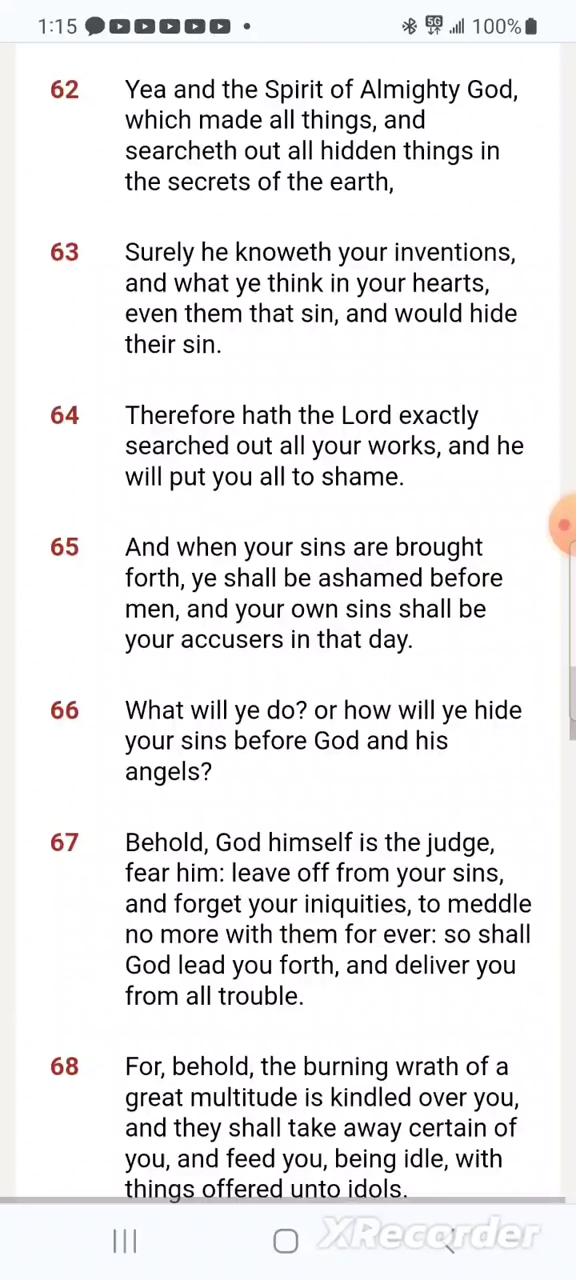 1:15
5G
100%
62 Yea and the Spirit of Almighty God,
which made all things, and
searcheth out all hidden things in
the secrets of the earth,
63 Surely he knoweth your inventions,
and what ye think in your hearts,
even them that sin, and would hide
their sin.
64 Therefore hath the Lord exactly
searched out all your works, and he
will put you all to shame.
65 And when your sins are brought
forth, ye shall be ashamed before
men, and your own sins shall be
your accusers in that day.
66 What will ye do? or how will ye hide
your sins before God and his
angels?
67 Behold, God himself is the judge,
fear him: leave off from your sins,
and forget your iniquities, to meddle
no more with them for ever: so shall
God lead you forth, and deliver you
from all trouble.
68 For, behold, the burning wrath of a
great multitude is kindled over you,
and they shall take away certain of
you, and feed you, being idle, with
things offered unto idols.
XRecorder